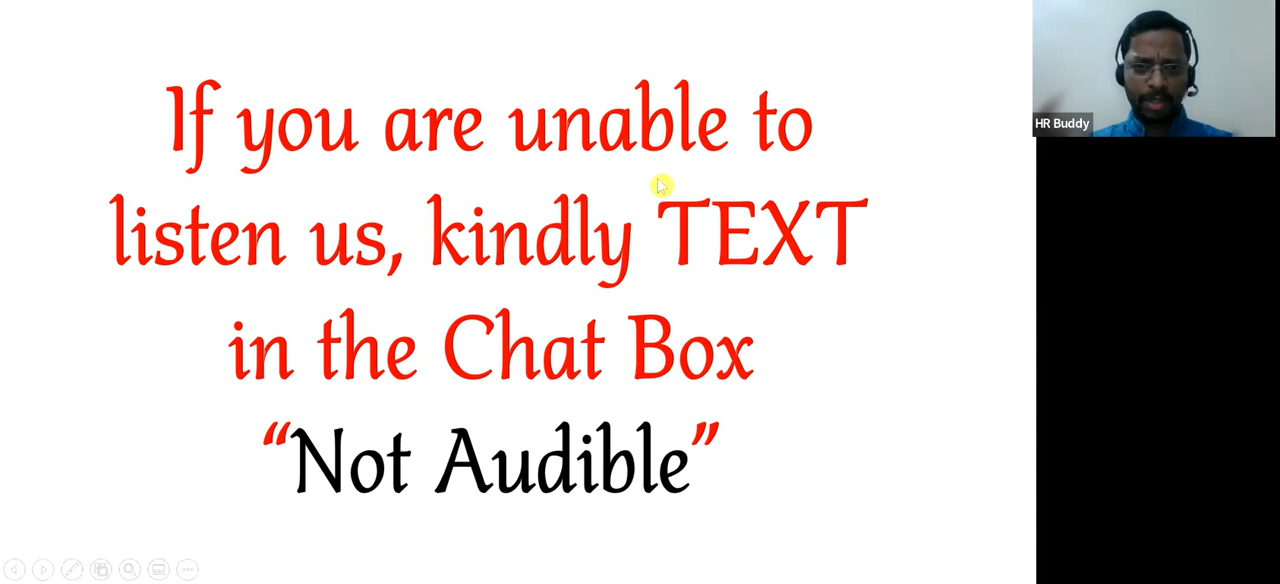 If you are unable to
listen us, kindly TEXT
in the Chat Box
“Not Audible”
HR Buddy